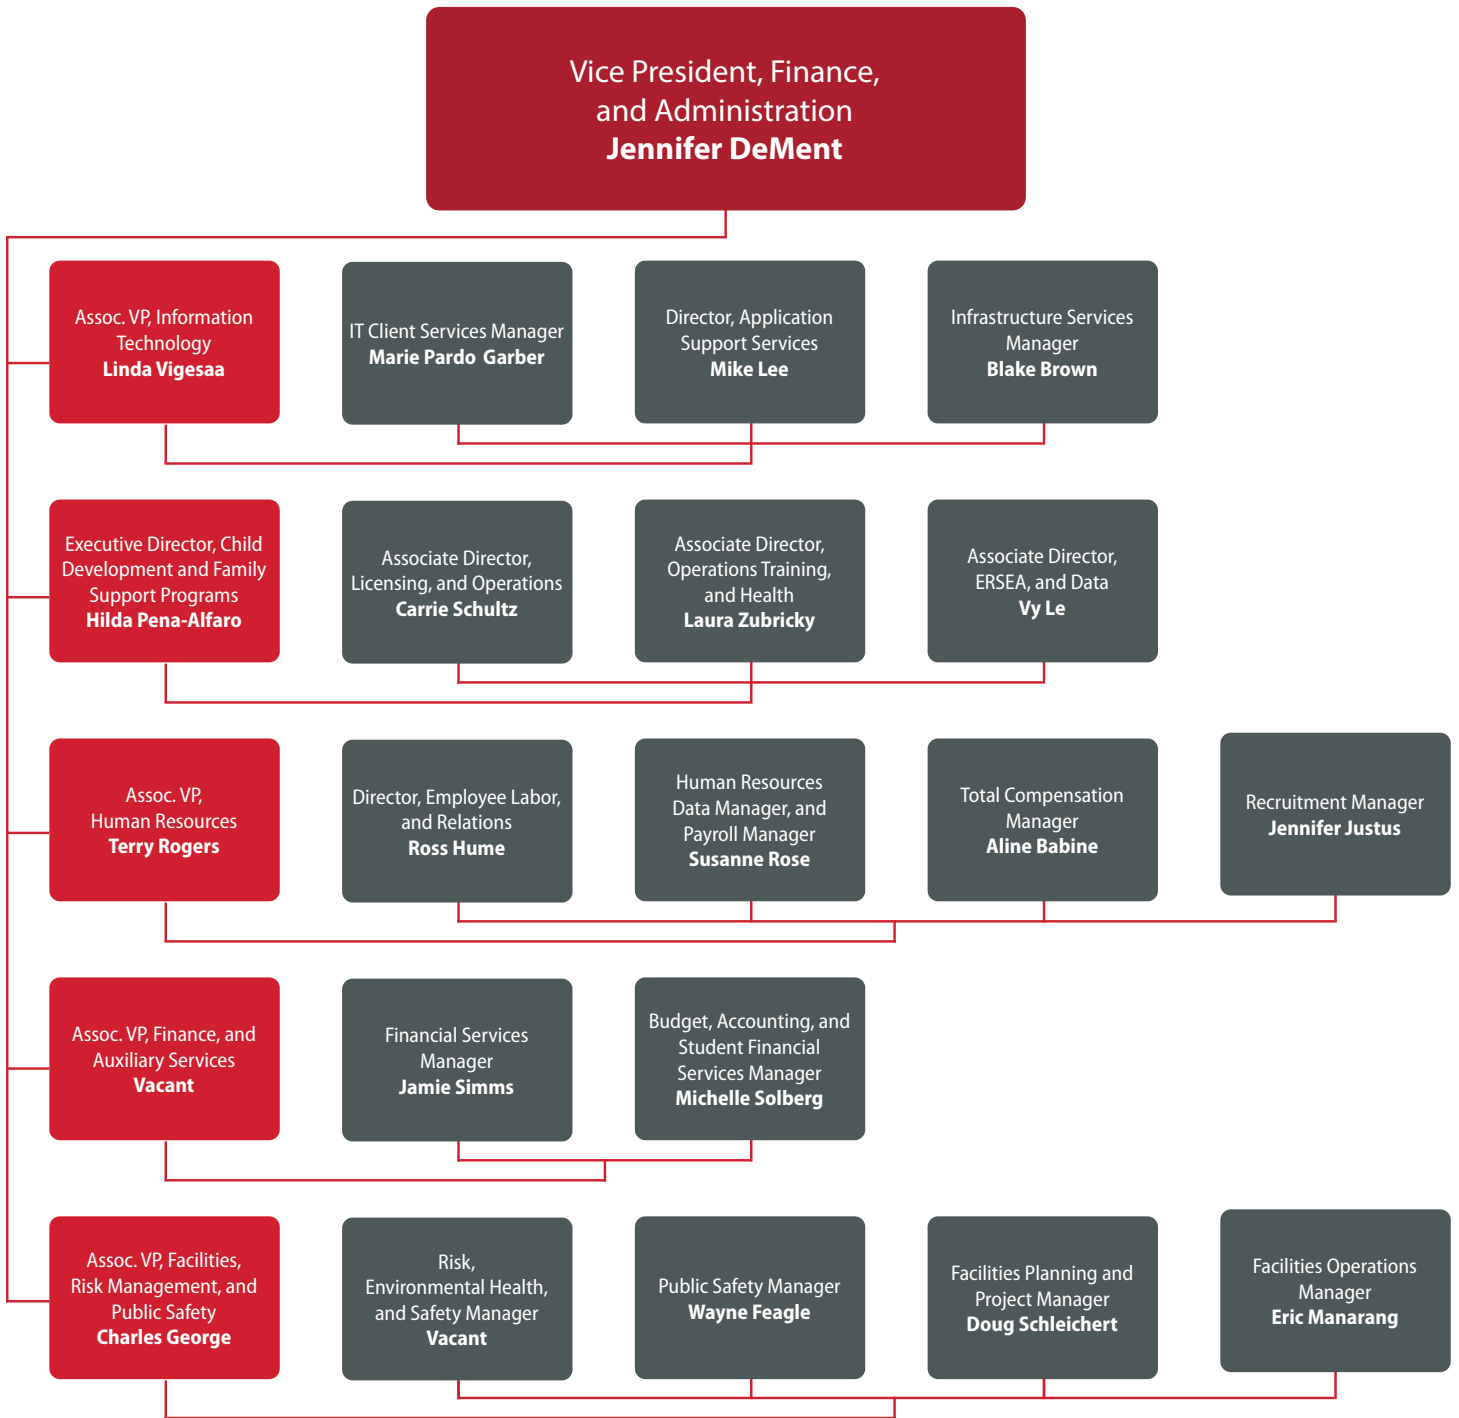 Vice President, Finance,
and Administration
Jennifer DeMent
Assoc. VP, Information
Technology
Linda Vigesaa
IT Client Services Manager
Marie Pardo Garber
Director, Application
Support Services
Mike Lee
Infrastructure Services
Manager
Blake Brown
Executive Director, Child
Development and Family
Support Programs
Hilda Pena-Alfaro
Associate Director,
Licensing, and Operations
Carrie Schultz
Associate Director,
Operations Training,
and Health
Laura Zubricky
Associate Director,
ERSEA, and Data
Vy Le
Assoc. VP,
Human Resources
Terry Rogers
Director, Employee Labor,
and Relations
Ross Hume
Human Resources
Data Manager, and
Payroll Manager
Susanne Rose
Total Compensation
Manager
Aline Babine
Recruitment Manager
Jennifer Justus
Assoc. VP, Finance, and
Auxiliary Services
Vacant
Financial Services
Manager
Jamie Simms
Budget, Accounting, and
Student Financial
Services Manager
Michelle Solberg
Assoc. VP, Facilities,
Risk Management, and
Public Safety
Charles George
Risk,
Environmental Health,
and Safety Manager
Vacant
Public Safety Manager
Wayne Feagle
Facilities Planning and
Project Manager
Doug Schleichert
Facilities Operations
Manager
Eric Manarang